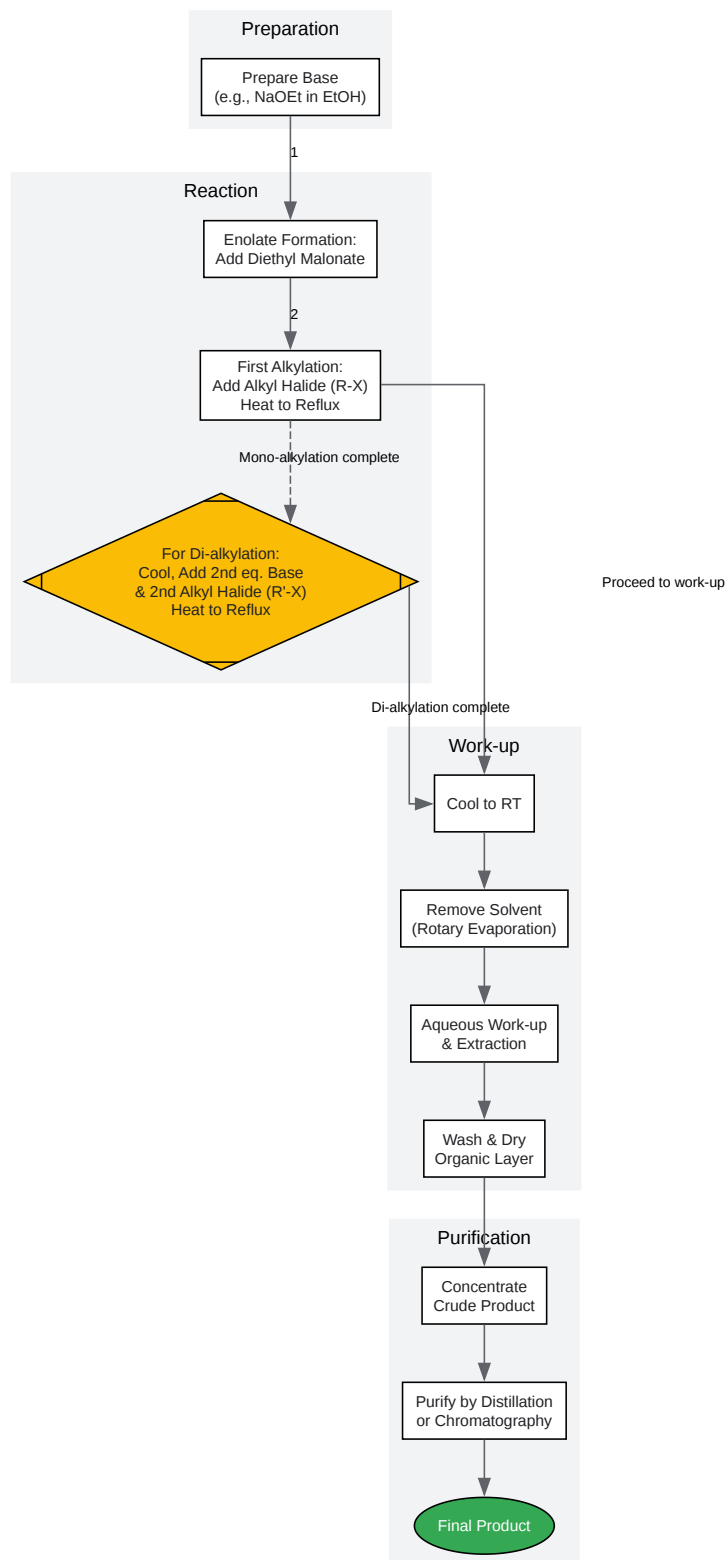 Preparation
Prepare Base
(e.g., NaOEt in EtOH)
1
Reaction
Enolate Formation:
Add Diethyl Malonate
2
First Alkylation:
Add Alkyl Halide (R-X)
Heat to Reflux
Mono-alkylation complete
For Di-alkylation:
Cool, Add 2nd eq. Base
& 2nd Alkyl Halide (R'-X)
Heat to Reflux
Proceed to work-up
Di-alkylation complete
Work-up
Cool to RT
Remove Solvent
(Rotary Evaporation)
Aqueous Work-up
& Extraction
Wash & Dry
Organic Layer
Purification
Concentrate
Crude Product
Purify by Distillation
or Chromatography
Final Product